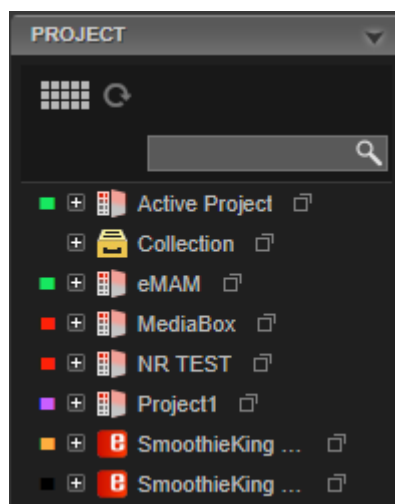 PROJECT
Active Project
Collection
eMAM
MediaBox
NR TEST
Project1
SmoothieKing ...
SmoothieKing ...